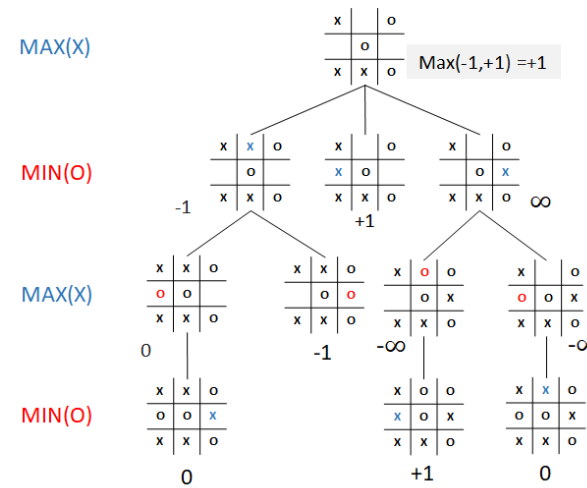 x o
MAX(X)
o
Max(-1,+1) =+1
x x o
x x o x o x o
MIN(O)
o x o o x
x x o x x o x x o
-1 +1 ∞
x x o x x o x o o x o
MAX(X)
o o o o o x o o x
x x o x x o x x o x x o
0 -1 -∞ -∞
x x o x o o x x o
MIN(O)
o o x x o x o o x
x x o x x o x x o
0 +1 0